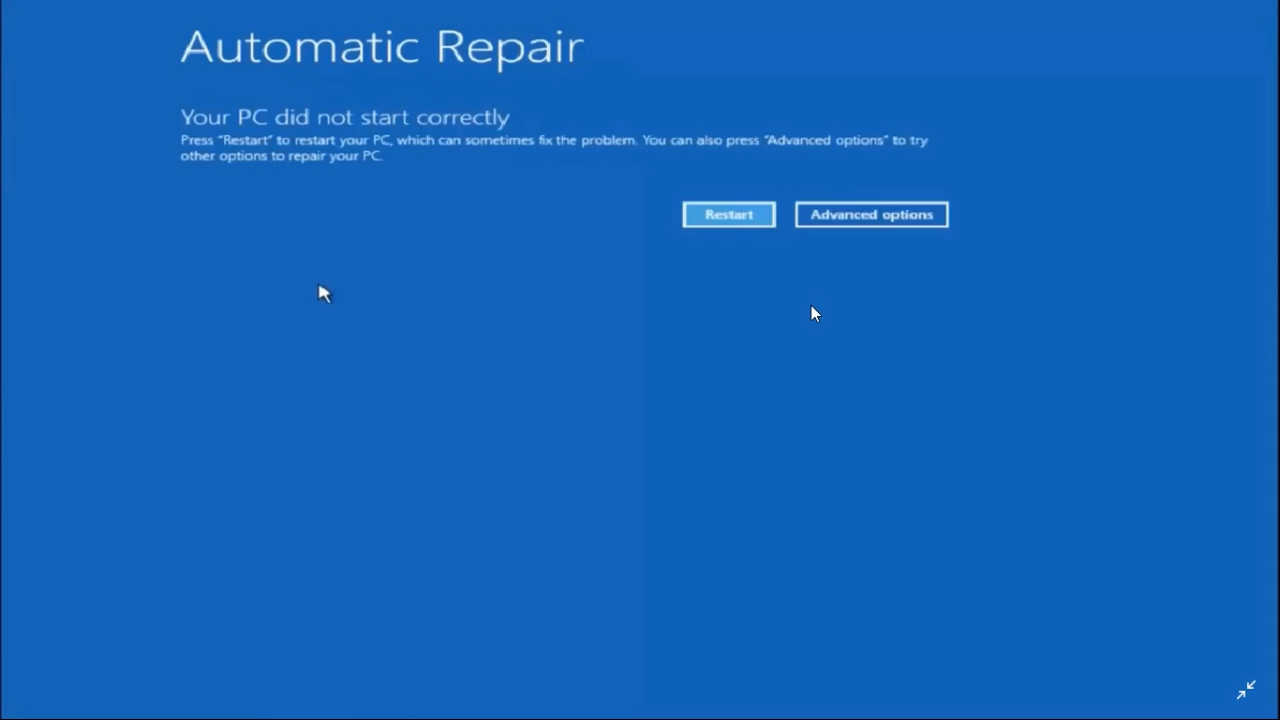 Automatic Repair
Your PC did not start correctly
Press "Restart" to restart your PC, which can sometimes fix the problem. You can also press "Advanced options" to try
other options to repair your PC.
Restart
Advanced options